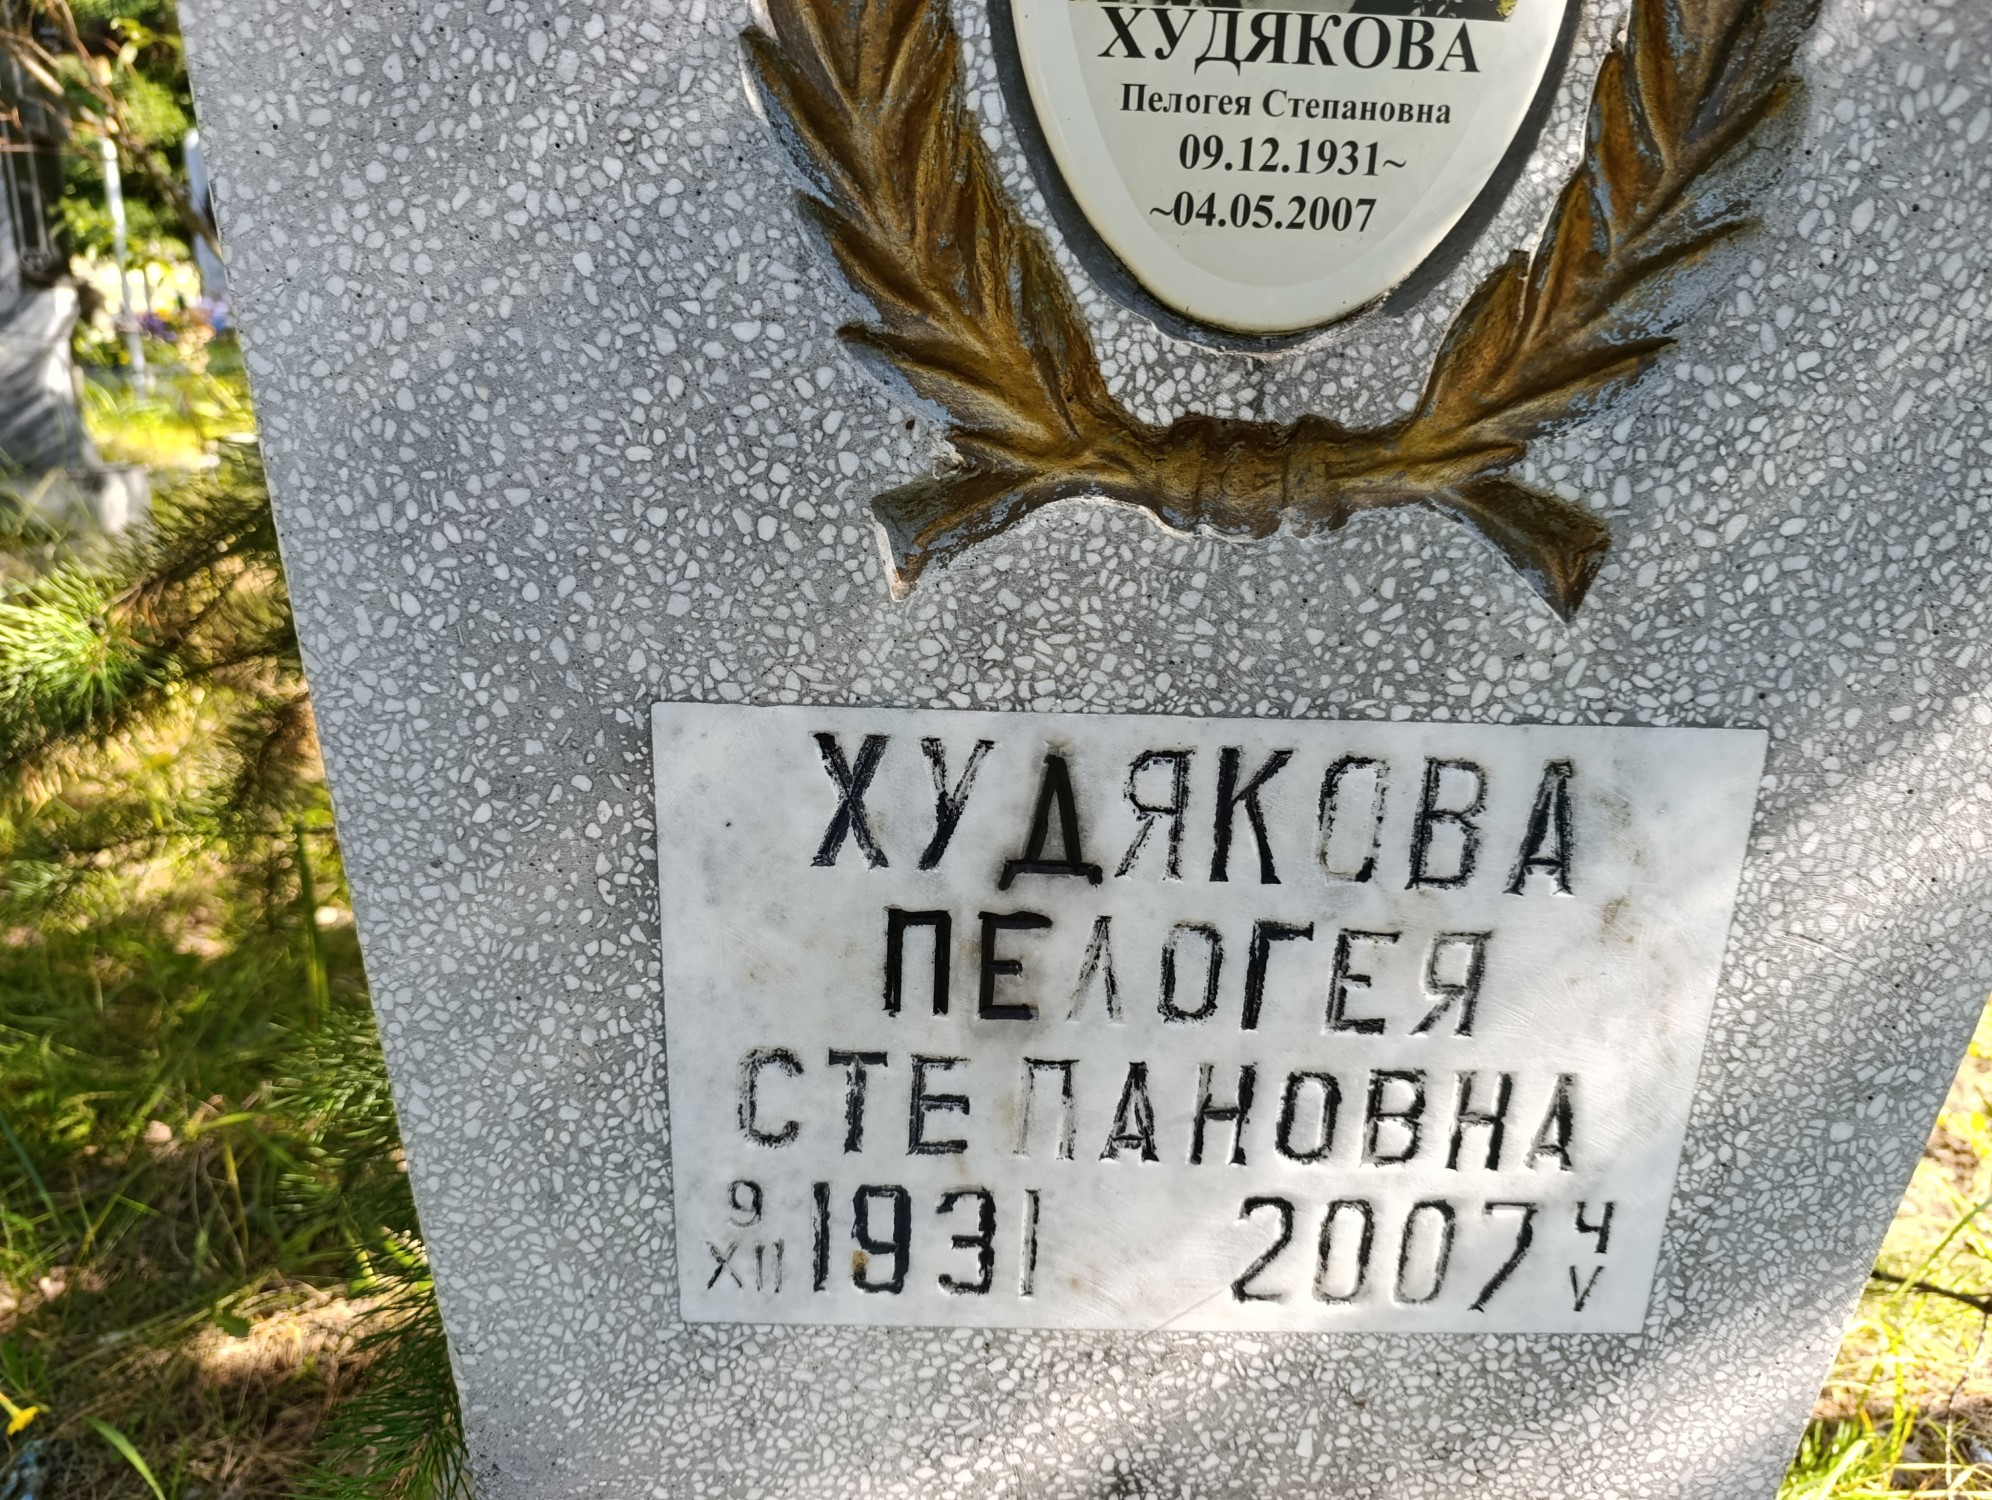 ХУДЯКОВА
Пелогея Степановна
09.12.1931~
~04.05.2007
ХУДЯКОВА
ПЕЛОГЕЯ
СТЕПАНОВНА
9 XII 1931 2007 4 V